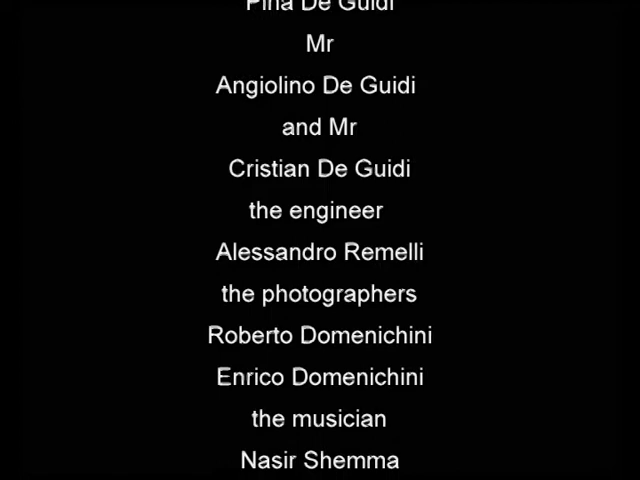 Pina De Guidi
Mr
Angiolino De Guidi
and Mr
Cristian De Guidi
the engineer
Alessandro Remelli
the photographers
Roberto Domenichini
Enrico Domenichini
the musician
Nasir Shemma